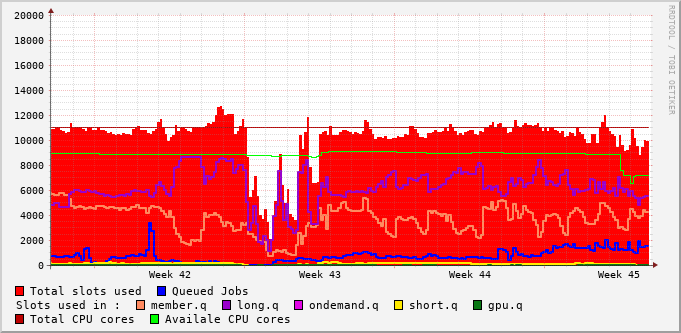 20000
18000
16000
14000
12000
10000
8000
6000
4000
2000
0
Week 42 Week 43 Week 44 Week 45
RRDTOOL / TOBI OETIKER
Total slots used Queued Jobs
Slots used in : member.q long.q ondemand.q short.q gpu.q
Total CPU cores Availale CPU cores